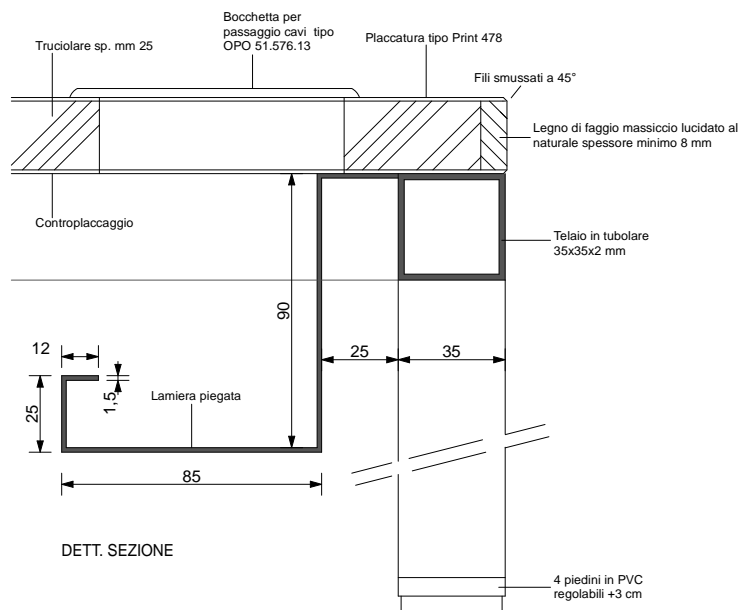 Bocchetta per
passaggio cavi tipo
OPO 51.576.13
Truciolare sp. mm 25
Placcatura tipo Print 478
Fili smussati a 45°
Legno di faggio massiccio lucidato al
naturale spessore minimo 8 mm
Controplaccaggio
Telaio in tubolare
35x35x2 mm
90
12
25
35
25
1,5
Lamiera piegata
85
DETT. SEZIONE
4 piedini in PVC
regolabili +3 cm